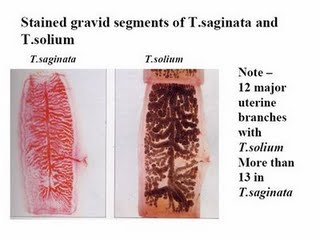 Stained gravid segments of T.saginata and
T.solium
T.saginata
T.solium
Note –
12 major
uterine
branches
with
T.solium
More than
13 in
T.saginata